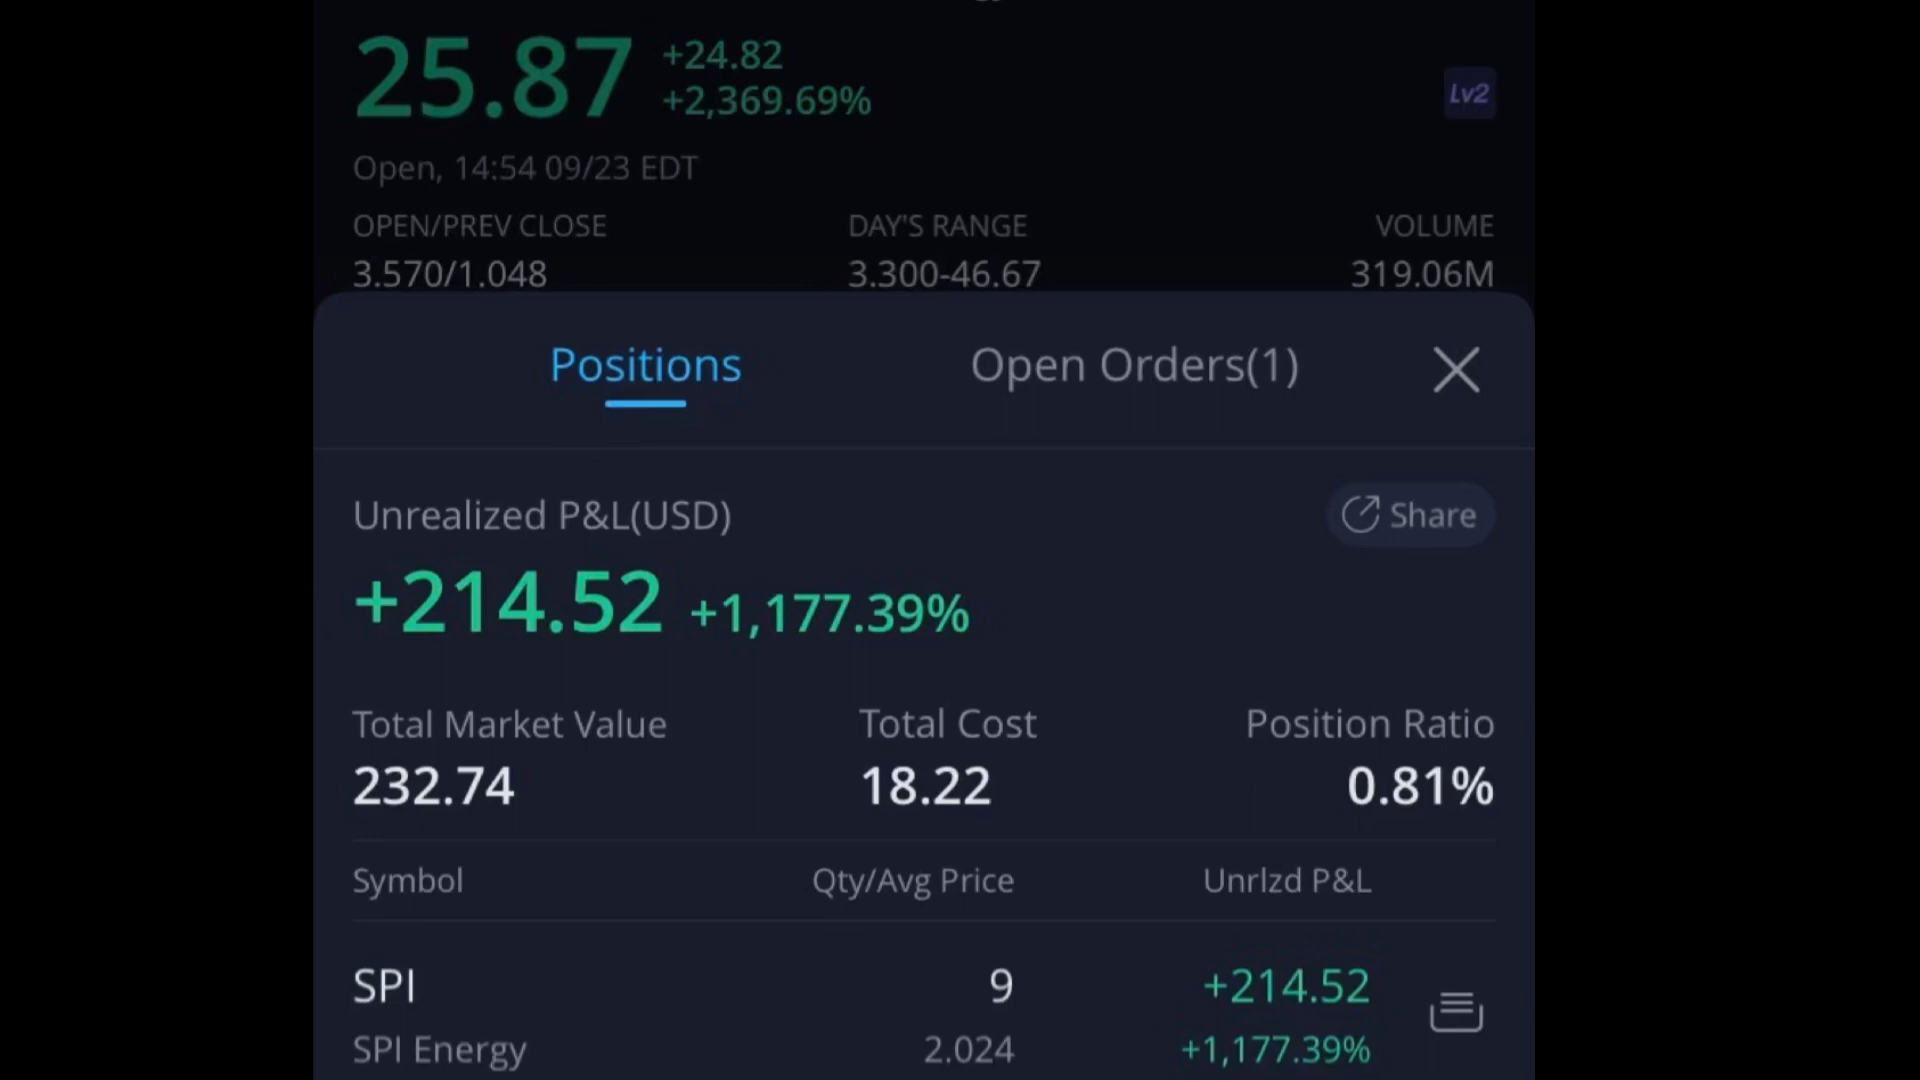 25.87 +24.82
+2,369.69%
Lv2
Open, 14:54 09/23 EDT
OPEN/PREV CLOSE DAY'S RANGE VOLUME
3.570/1.048 3.300-46.67 319.06M
Positions Open Orders(1)
Unrealized P&L(USD) Share
+214.52 +1,177.39%
Total Market Value Total Cost Position Ratio
232.74 18.22 0.81%
Symbol Qty/Avg Price Unrlzd P&L
SPI 9 +214.52
SPI Energy 2.024 +1,177.39%